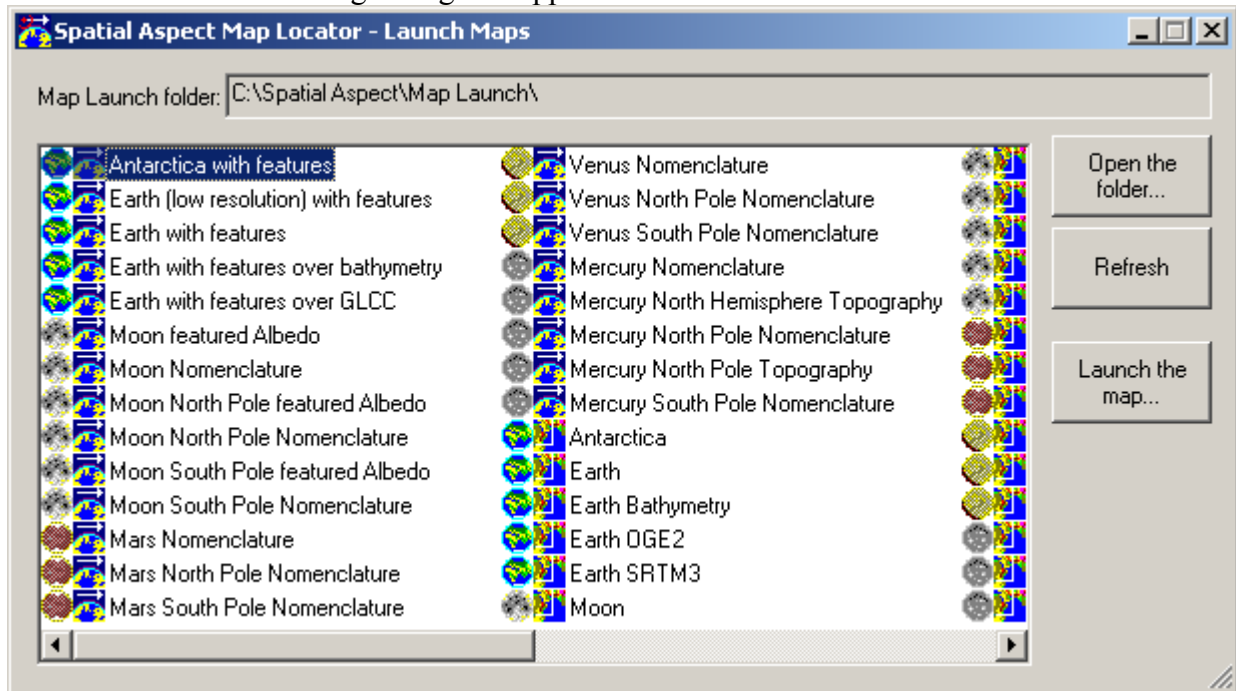 Spatial Aspect Map Locator - Launch Maps
Map Launch folder: C:\Spatial Aspect\Map Launch\
Antarctica with features
Earth (low resolution) with features
Earth with features
Earth with features over bathymetry
Earth with features over GLCC
Moon featured Albedo
Moon Nomenclature
Moon North Pole featured Albedo
Moon North Pole Nomenclature
Moon South Pole featured Albedo
Moon South Pole Nomenclature
Mars Nomenclature
Mars North Pole Nomenclature
Mars South Pole Nomenclature
Venus Nomenclature
Venus North Pole Nomenclature
Venus South Pole Nomenclature
Mercury Nomenclature
Mercury North Hemisphere Topography
Mercury North Pole Nomenclature
Mercury North Pole Topography
Mercury South Pole Nomenclature
Antarctica
Earth
Earth Bathymetry
Earth OGE2
Earth SRTM3
Moon
Open the
folder...
Refresh
Launch the
map...